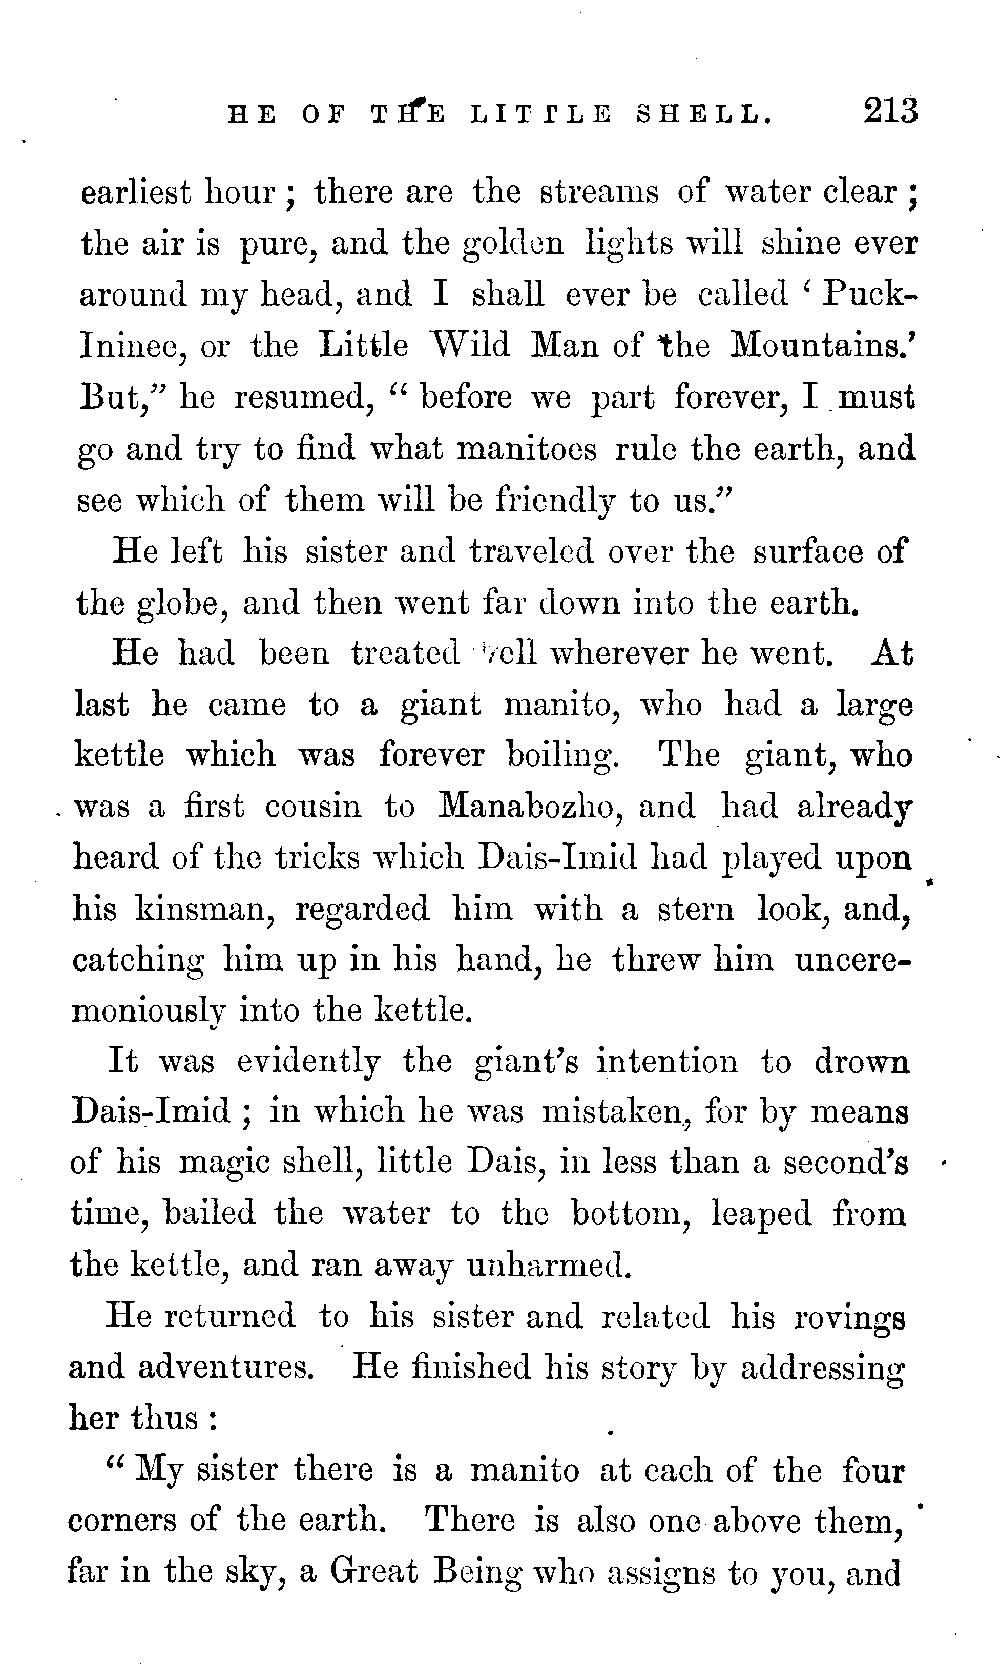 HE OF THE LITTLE SHELL. 213
earliest hour; there are the streams of water clear;
the air is pure, and the golden lights will shine ever
around my head, and I shall ever be called ‘Puck-
Ininee, or the Little Wild Man of the Mountains.’
But,” he resumed, “before we part forever, I must
go and try to find what manitoes rule the earth, and
see which of them will be friendly to us.”
He left his sister and traveled over the surface of
the globe, and then went far down into the earth.
He had been treated well wherever he went. At
last he came to a giant manito, who had a large
kettle which was forever boiling. The giant, who
was a first cousin to Manabozho, and had already
heard of the tricks which Dais-Imid had played upon
his kinsman, regarded him with a stern look, and,
catching him up in his hand, he threw him uncere-
moniously into the kettle.
It was evidently the giant’s intention to drown
Dais-Imid; in which he was mistaken, for by means
of his magic shell, little Dais, in less than a second’s
time, bailed the water to the bottom, leaped from
the kettle, and ran away unharmed.
He returned to his sister and related his rovings
and adventures. He finished his story by addressing
her thus:
“My sister there is a manito at each of the four
corners of the earth. There is also one above them,
far in the sky, a Great Being who assigns to you, and